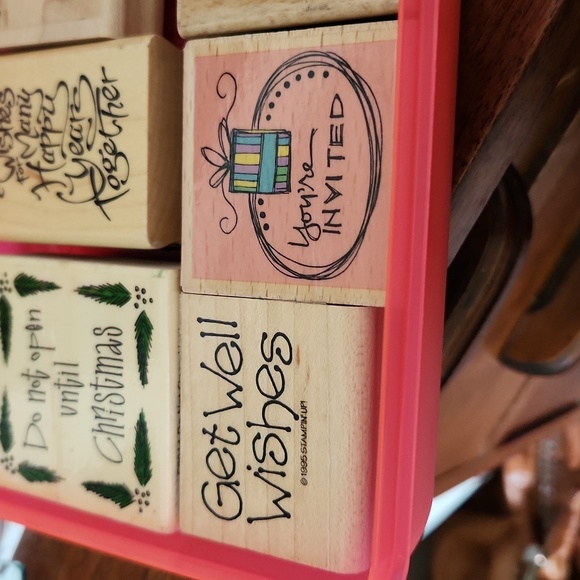 Wishes
for Many
Happy
Years
Together
You're
INVITED
Do not open
until
Christmas
Get Well
Wishes
© 1995 STAMPIN' UP!